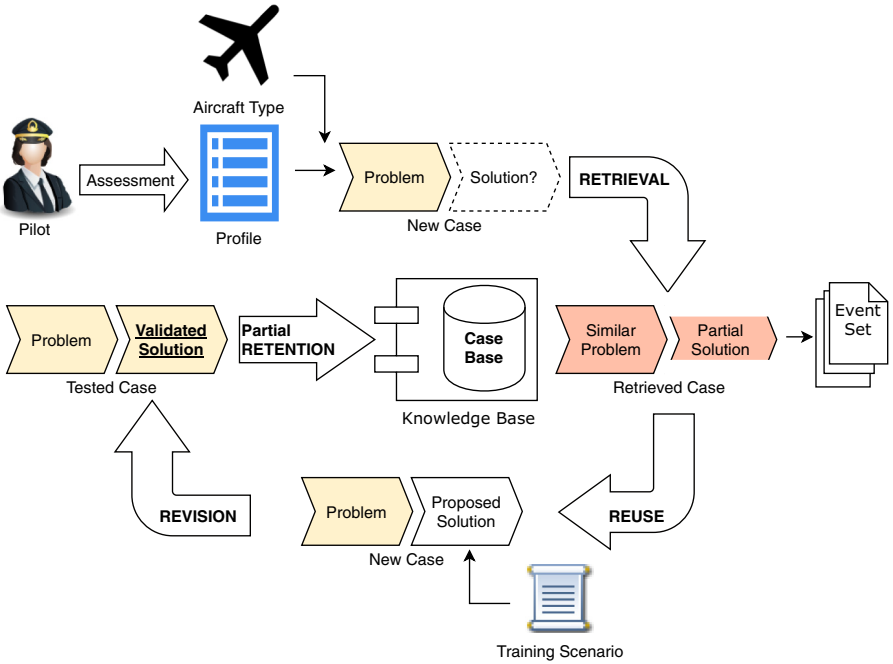 Aircraft Type
Assessment
Pilot
Profile
Problem
Solution?
New Case
RETRIEVAL
Problem
Validated
Solution
Tested Case
Partial
RETENTION
Case
Base
Knowledge Base
Similar
Problem
Partial
Solution
Retrieved Case
Event
Set
REVISION
Problem
Proposed
Solution
New Case
REUSE
Training Scenario